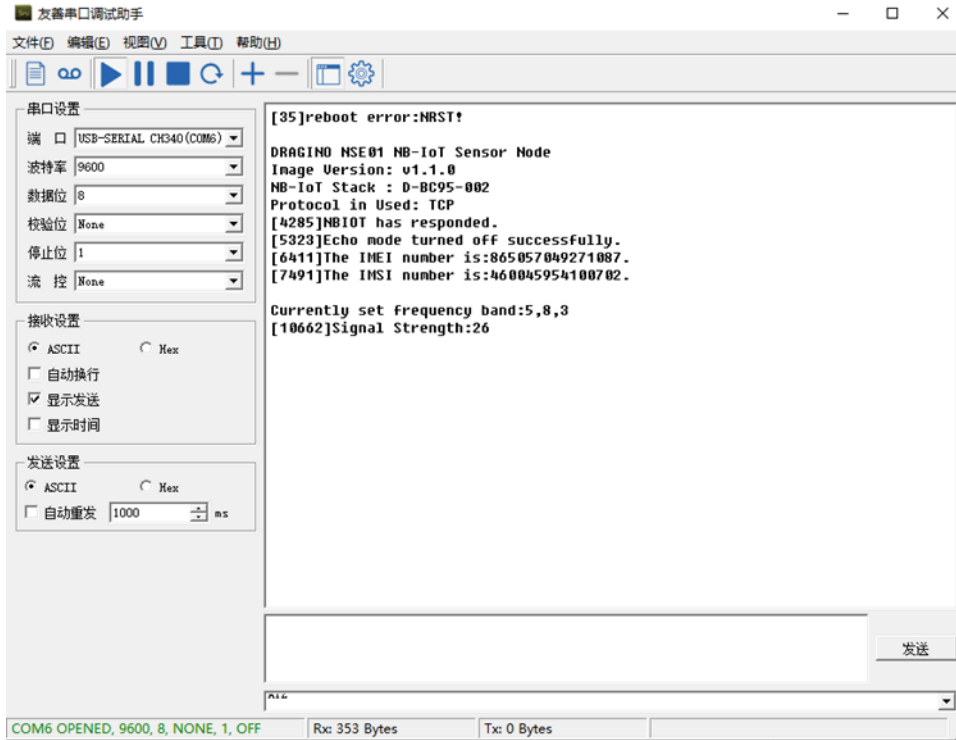 友善串口调试助手
文件(F) 编辑(E) 视图(V) 工具(T) 帮助(H)
串口设置
端 口 USB-SERIAL CH340(COM6)
波特率 9600
数据位 8
校验位 None
停止位 1
流 控 None
接收设置
ASCII Hex
自动换行
显示发送
显示时间
发送设置
ASCII Hex
自动重发 1000 ms
[35]reboot error:NRST!
DRAGINO NSE01 NB-IoT Sensor Node
Image Version: v1.1.0
NB-IoT Stack : D-BC95-002
Protocol in Used: TCP
[4285]NBIOT has responded.
[5323]Echo mode turned off successfully.
[6411]The IMEI number is:865057049271087.
[7491]The IMSI number is:460045954100702.
Currently set frequency band:5,8,3
[10662]Signal Strength:26
发送
COM6 OPENED, 9600, 8, NONE, 1, OFF Rx: 353 Bytes Tx: 0 Bytes